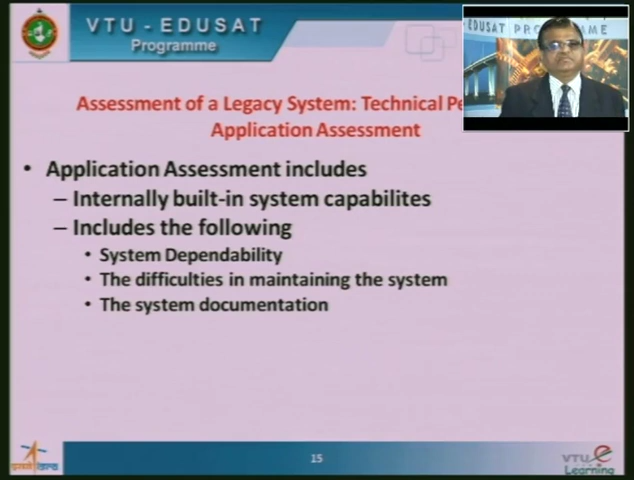 VTU - EDUSAT
Programme
EDUSAT PROGRAMME
Assessment of a Legacy System: Technical
Application Assessment
• Application Assessment includes
– Internally built-in system capabilites
– Includes the following
• System Dependability
• The difficulties in maintaining the system
• The system documentation
15
VTU e
Learning